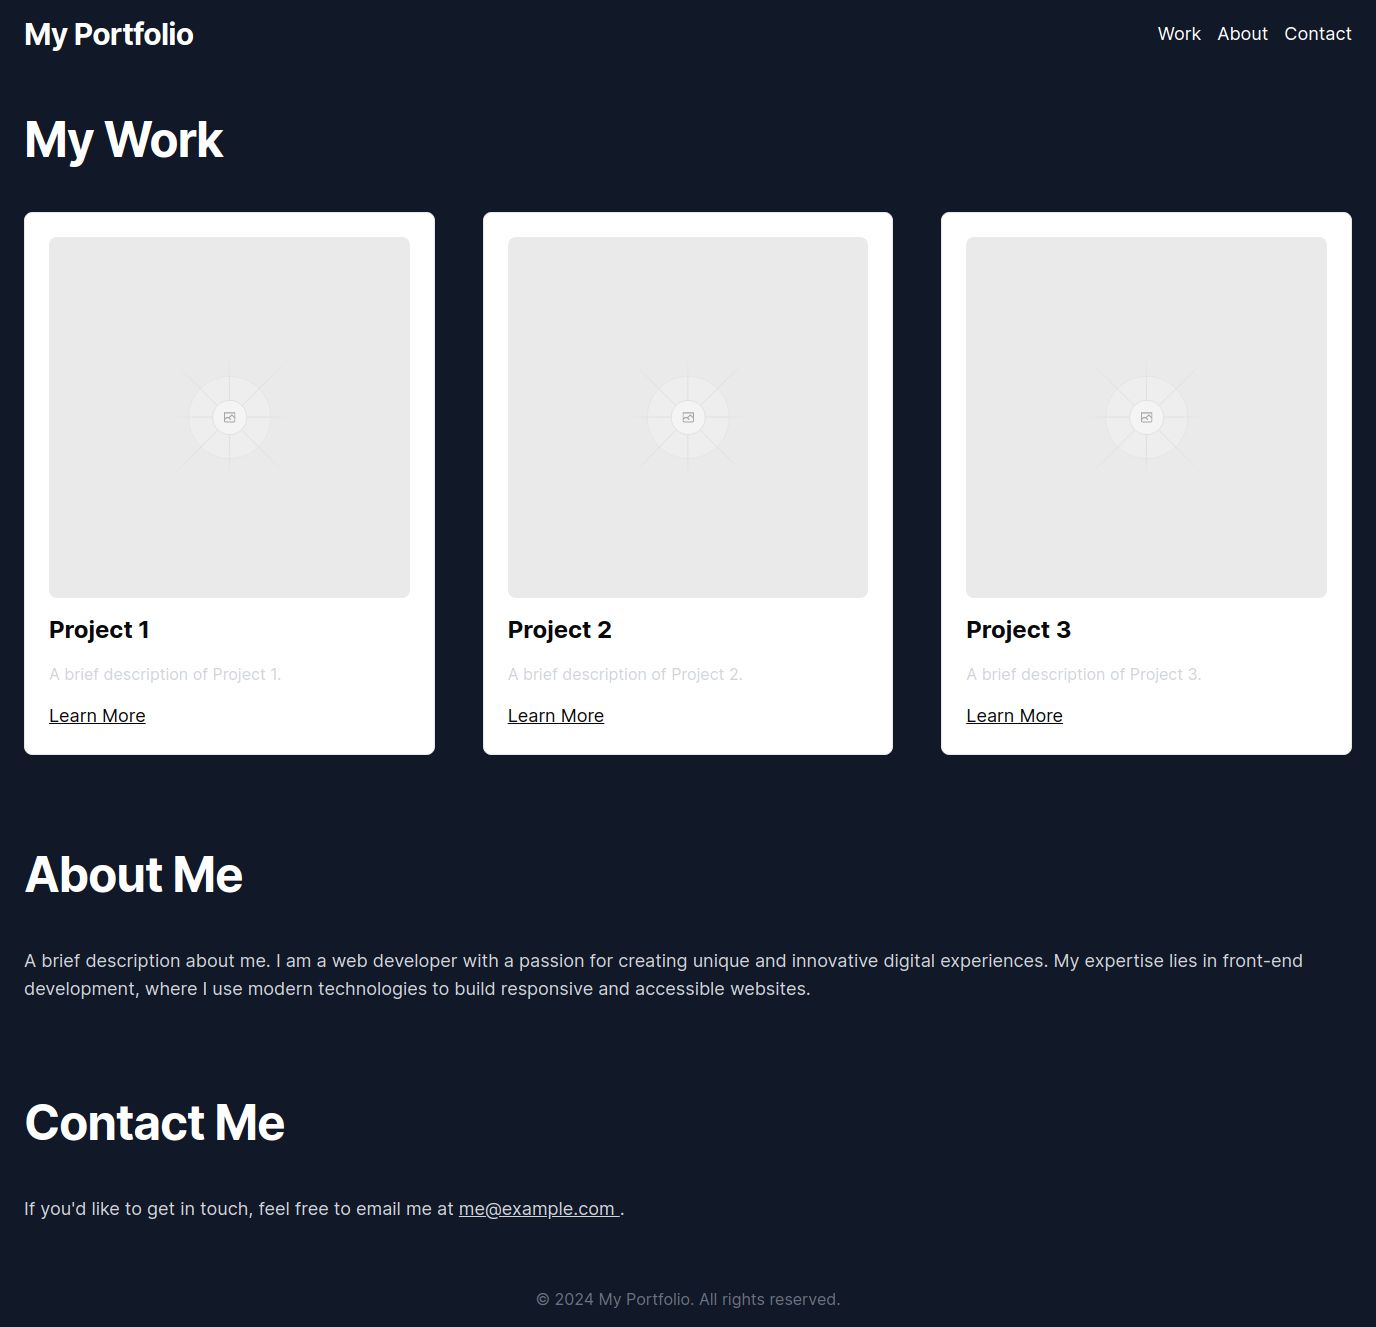 My Portfolio
Work About Contact
My Work
Project 1
A brief description of Project 1.
Learn More
Project 2
A brief description of Project 2.
Learn More
Project 3
A brief description of Project 3.
Learn More
About Me
A brief description about me. I am a web developer with a passion for creating unique and innovative digital experiences. My expertise lies in front-end
development, where I use modern technologies to build responsive and accessible websites.
Contact Me
If you'd like to get in touch, feel free to email me at me@example.com .
© 2024 My Portfolio. All rights reserved.